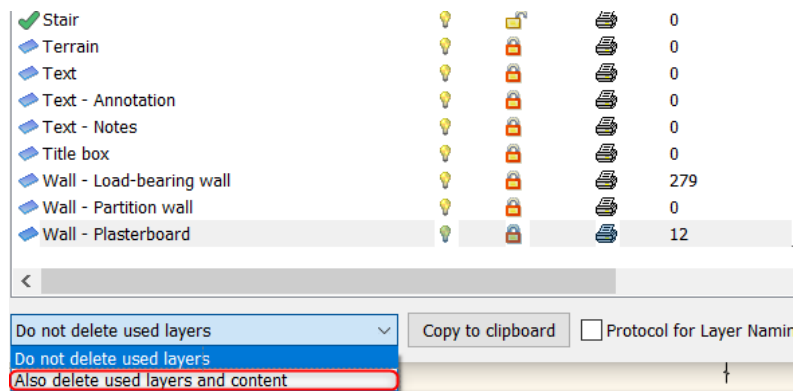 Stair 0
Terrain 0
Text 0
Text - Annotation 0
Text - Notes 0
Title box 0
Wall - Load-bearing wall 279
Wall - Partition wall 0
Wall - Plasterboard 12
Do not delete used layers Copy to clipboard Protocol for Layer Namin
Do not delete used layers
Also delete used layers and content